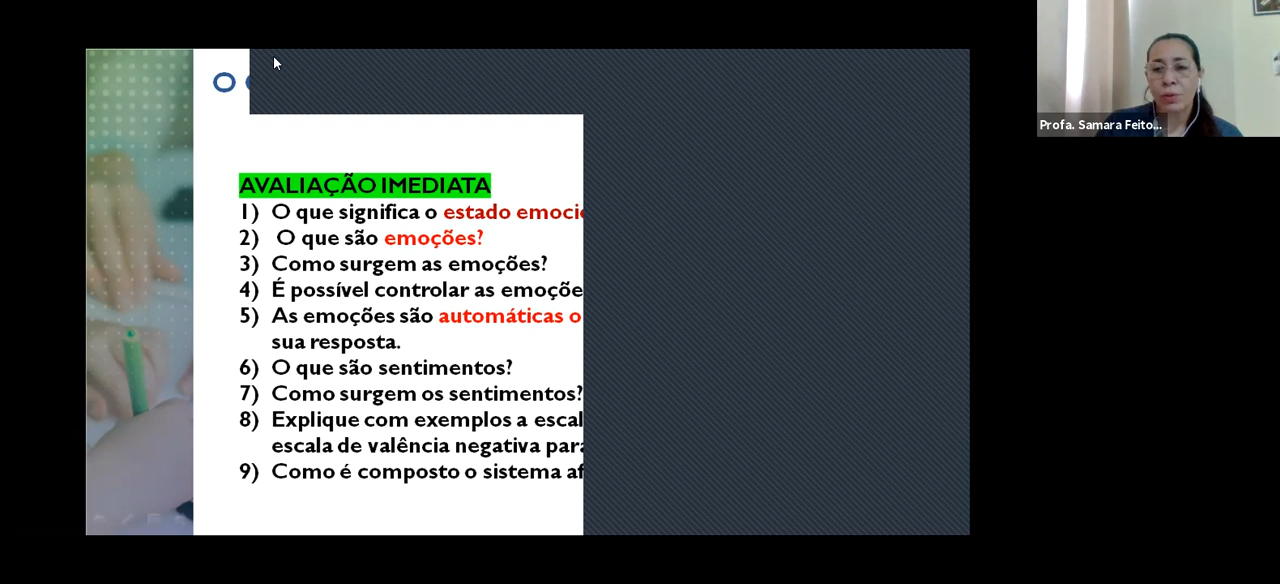 O
AVALIAÇÃO IMEDIATA
1) O que significa o estado
2) O que são emoções?
3) Como surgem as emoções?
4) É possível controlar as
5) As emoções são automáticas
sua resposta.
6) O que são sentimentos?
7) Como surgem os sentimentos?
8) Explique com exemplos a
escala de valência negativa
9) Como é composto o sistema
Profa. Samara Feito...